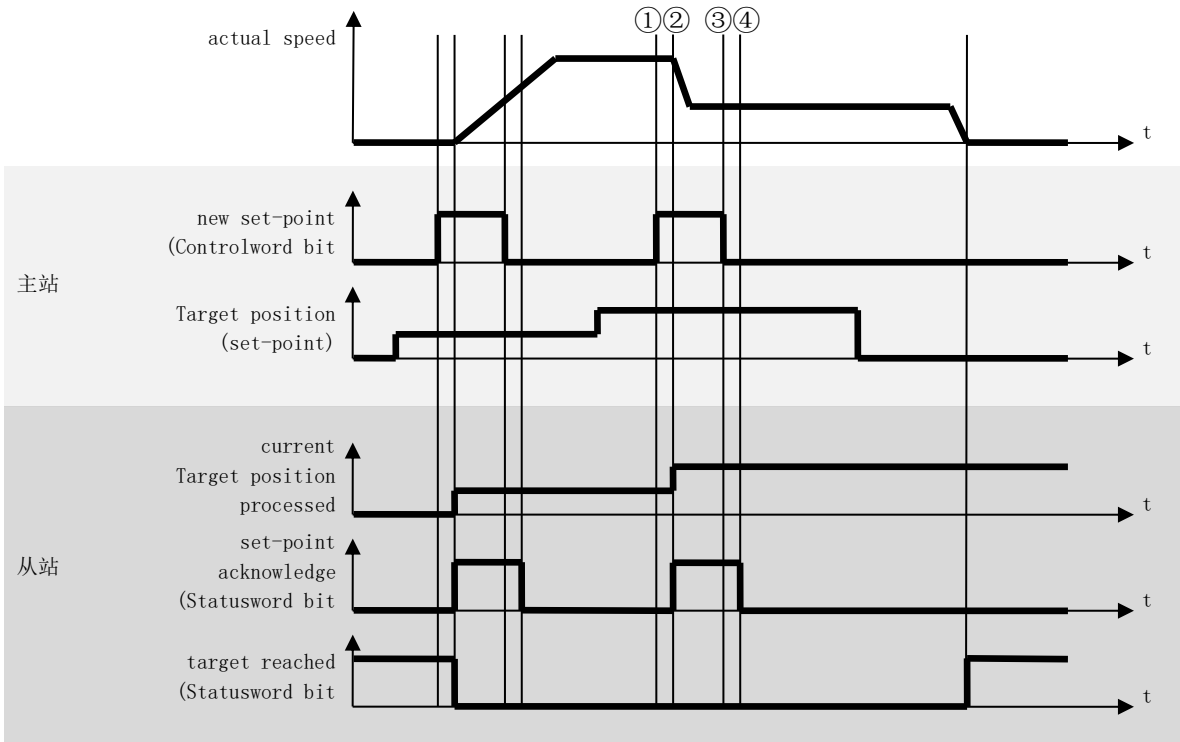 ①② ③④
actual speed
t
new set-point
(Controlword bit
t
主站
Target position
(set-point)
t
current
Target position
processed
t
从站
set-point
acknowledge
(Statusword bit
t
target reached
(Statusword bit
t